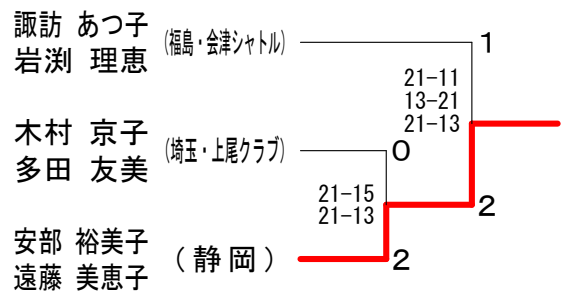 諏訪 あつ子
岩渕 理恵
(福島・会津シャトル)
1
21-11
13-21
21-13
木村 京子
多田 友美
(埼玉・上尾クラブ)
0
21-15
21-13
2
安部 裕美子
遠藤 美恵子
(静岡)
2